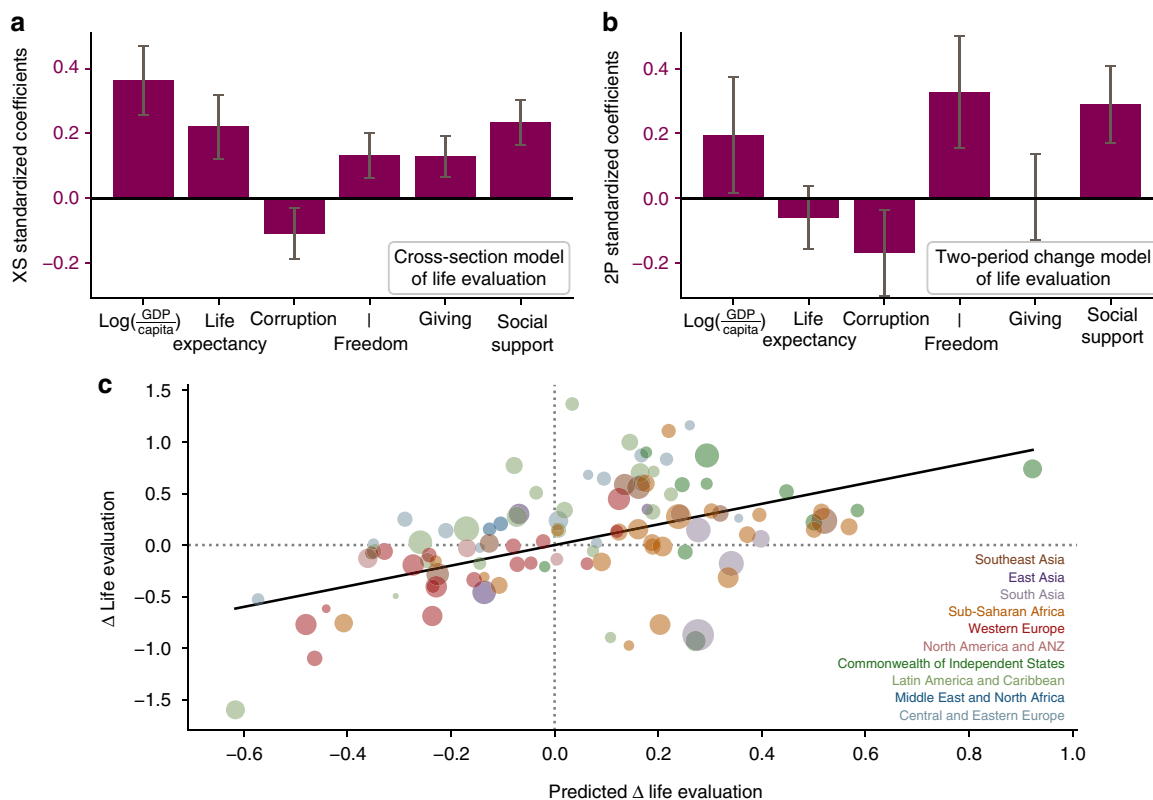 a
XS standardized coefficients
0.4
0.2
0.0
−0.2
Cross-section model
of life evaluation
Log(GDP/capita)
Life
expectancy
Corruption
|
Freedom
Giving
Social
support
b
2P standardized coefficients
0.4
0.2
0.0
−0.2
Two-period change model
of life evaluation
Log(GDP/capita)
Life
expectancy
Corruption
|
Freedom
Giving
Social
support
c
Δ Life evaluation
1.5
1.0
0.5
0.0
−0.5
−1.0
−1.5
Southeast Asia
East Asia
South Asia
Sub-Saharan Africa
Western Europe
North America and ANZ
Commonwealth of Independent States
Latin America and Caribbean
Middle East and North Africa
Central and Eastern Europe
−0.6 −0.4 −0.2 0.0 0.2 0.4 0.6 0.8 1.0
Predicted Δ life evaluation